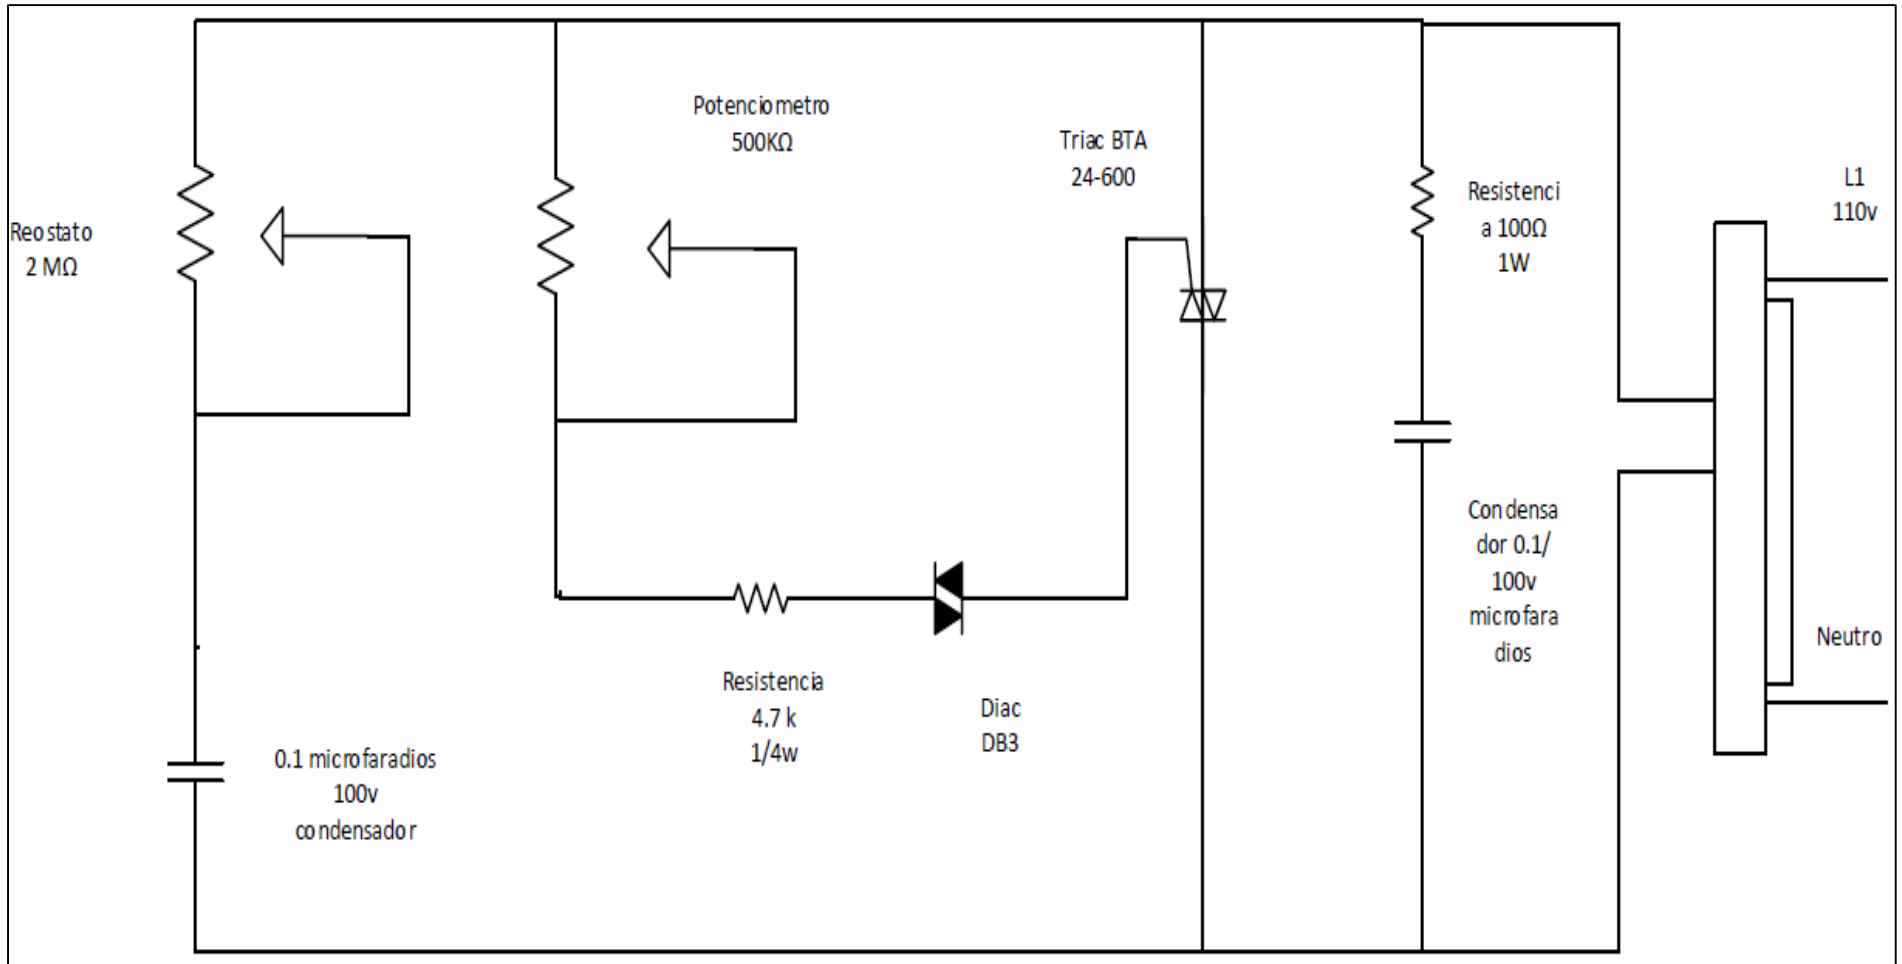 Potenciometro
500KΩ
Triac BTA
24-600
Reostato
2 MΩ
Resistenci
a 100Ω
1W
L1
110v
Condensa
dor 0.1/
100v
microfara
dios
Neutro
Resistencia
4.7 k
1/4w
Diac
DB3
0.1 microfaradios
100v
condensador